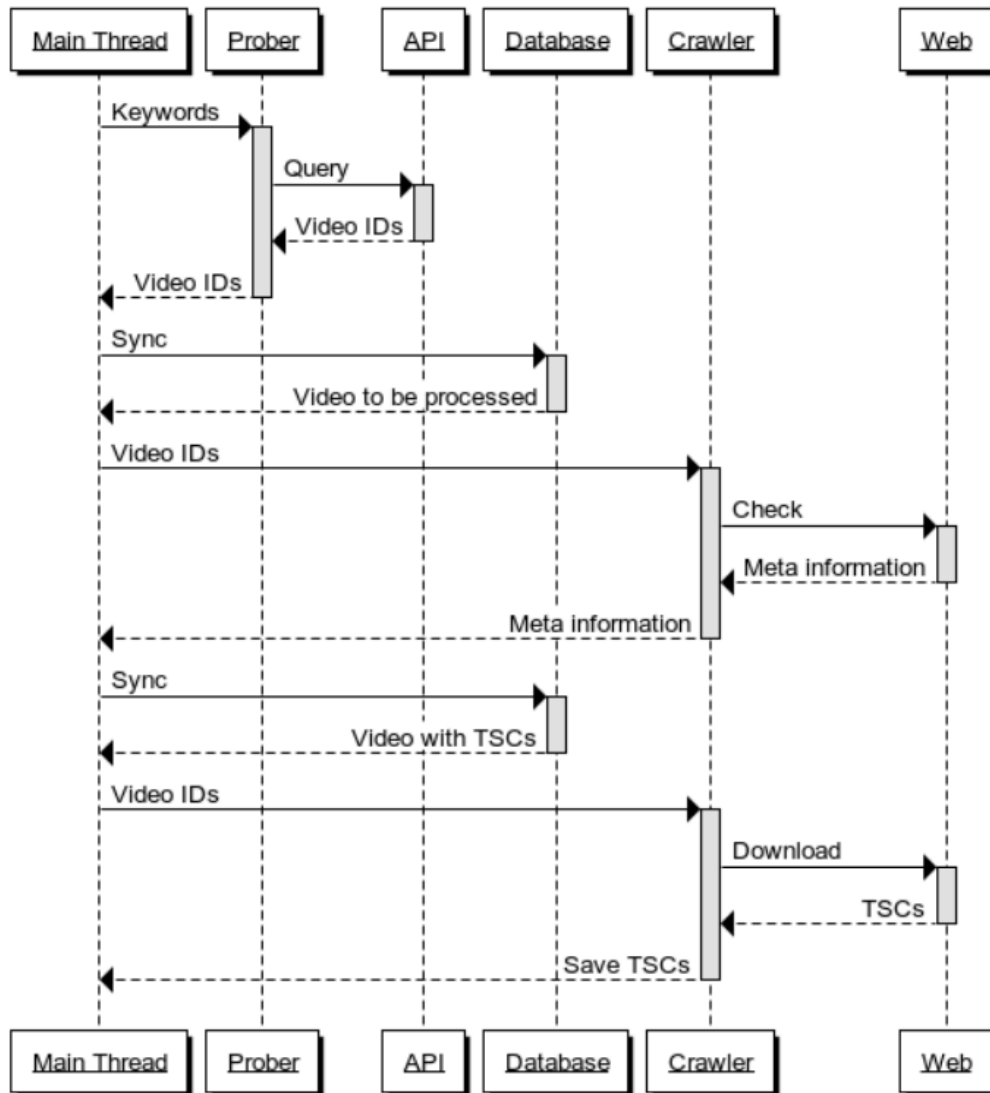 Main Thread Prober API Database Crawler Web
Keywords
Query
Video IDs
Video IDs
Sync
Video to be processed
Video IDs
Check
Meta information
Meta information
Sync
Video with TSCs
Video IDs
Download
TSCs
Save TSCs
Main Thread Prober API Database Crawler Web